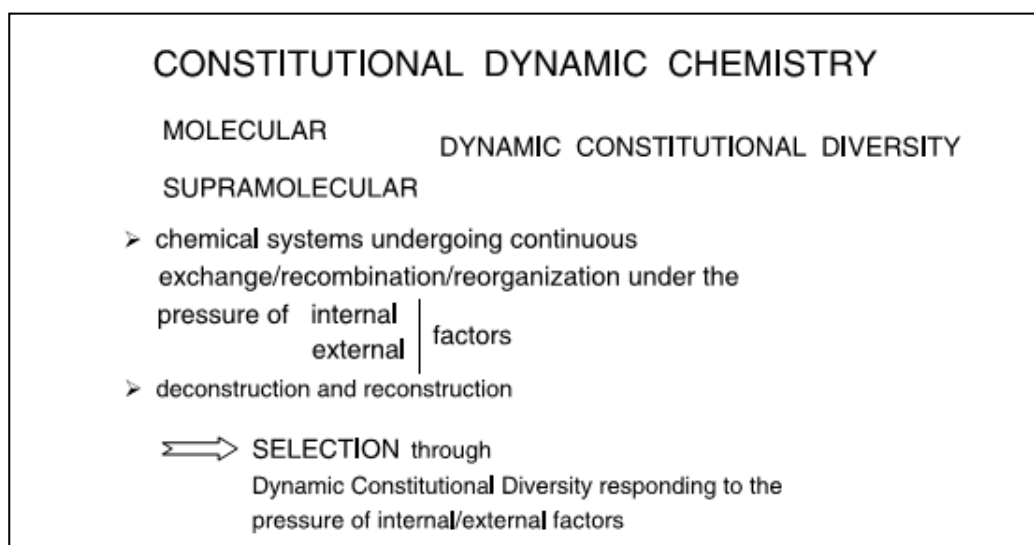 CONSTITUTIONAL DYNAMIC CHEMISTRY
MOLECULAR
DYNAMIC CONSTITUTIONAL DIVERSITY
SUPRAMOLECULAR
➢ chemical systems undergoing continuous
exchange/recombination/reorganization under the
pressure of internal
external
factors
➢ deconstruction and reconstruction
SELECTION through
Dynamic Constitutional Diversity responding to the
pressure of internal/external factors